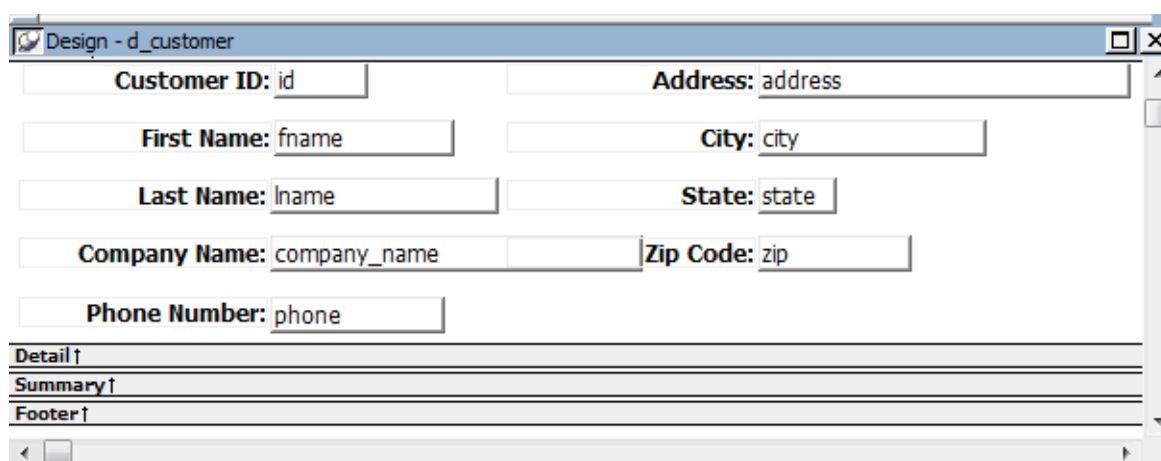 Design - d_customer
Customer ID: id Address: address
First Name: fname City: city
Last Name: lname State: state
Company Name: company_name Zip Code: zip
Phone Number: phone
Detail↑
Summary↑
Footer↑